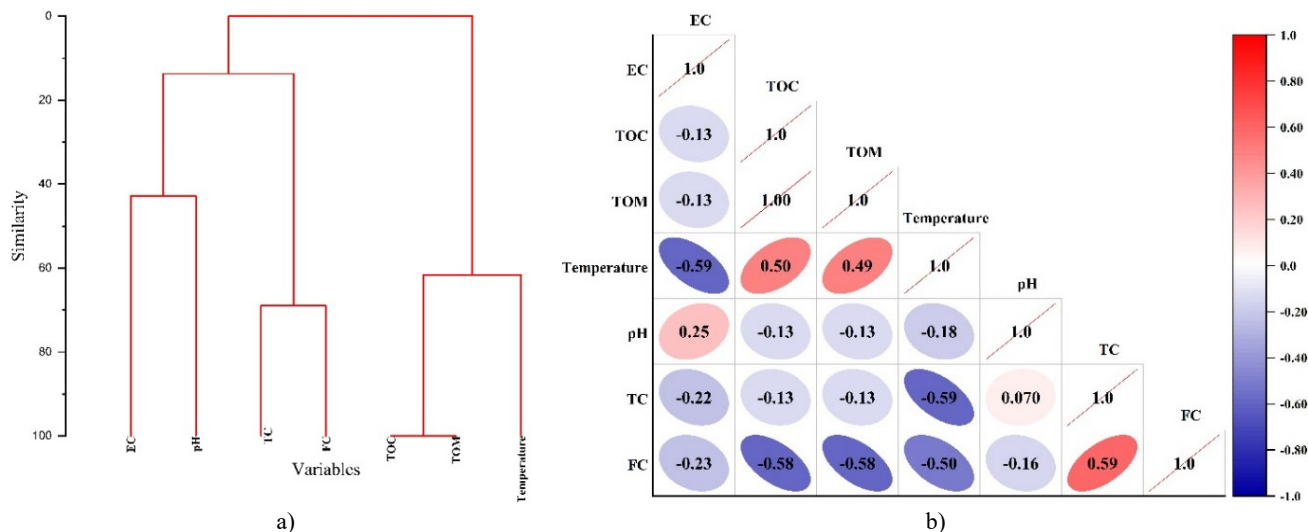 0
20
40
60
80
100
Similarity
EC
pH
TC
FC
TOC
TOM
Temperature
Variables
a)
EC
TOC
TOM
Temperature
pH
TC
FC
EC 1.0
TOC -0.13 1.0
TOM -0.13 1.00 1.0
Temperature -0.59 0.50 0.49 1.0
pH 0.25 -0.13 -0.13 -0.18 1.0
TC -0.22 -0.13 -0.13 -0.59 0.070 1.0
FC -0.23 -0.58 -0.58 -0.50 -0.16 0.59 1.0
1.0
0.80
0.60
0.40
0.20
0.0
-0.20
-0.40
-0.60
-0.80
-1.0
b)